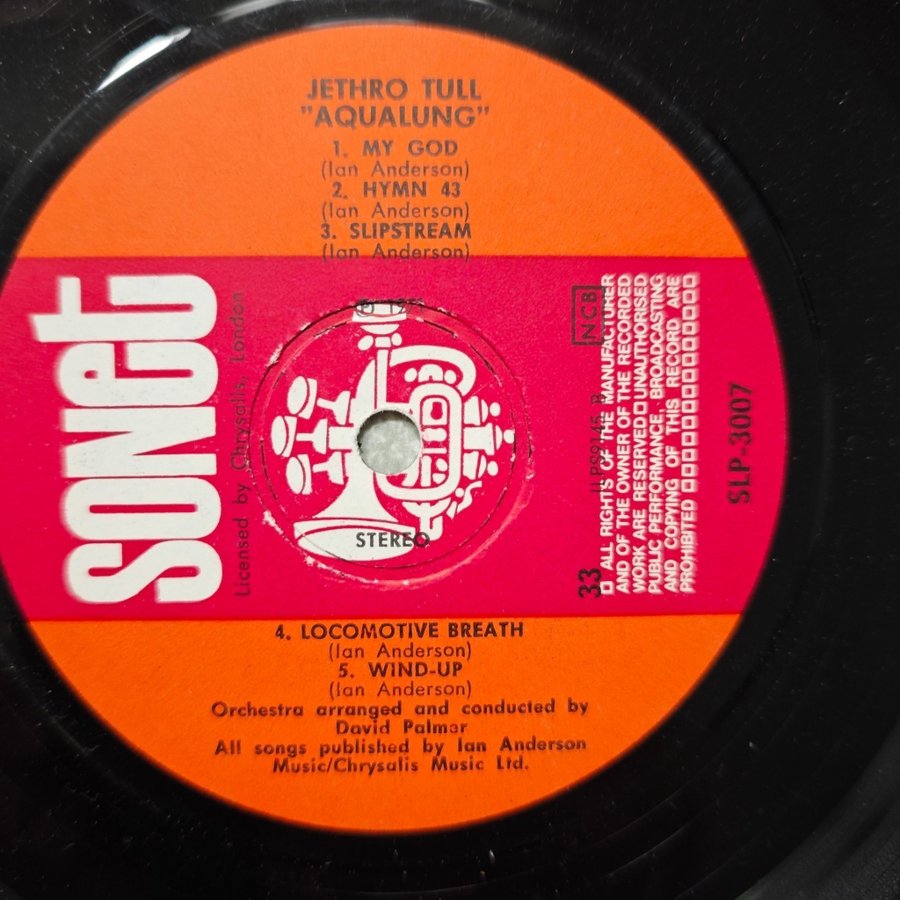 JETHRO TULL
"AQUALUNG"
1. MY GOD
(Ian Anderson)
2. HYMN 43
(Ian Anderson)
3. SLIPSTREAM
(Ian Anderson)
SONET
Licensed by Chrysalis, London
STEREO
NCB
33
ALL RIGHTS OF THE MANUFACTURER
AND OF THE OWNER OF THE RECORDED
WORK ARE RESERVED UNAUTHORISED
PUBLIC PERFORMANCE, BROADCASTING
AND COPYING OF THIS RECORD ARE
PROHIBITED
SLP-3007
4. LOCOMOTIVE BREATH
(Ian Anderson)
5. WIND-UP
(Ian Anderson)
Orchestra arranged and conducted by
David Palmer
All songs published by Ian Anderson
Music/Chrysalis Music Ltd.